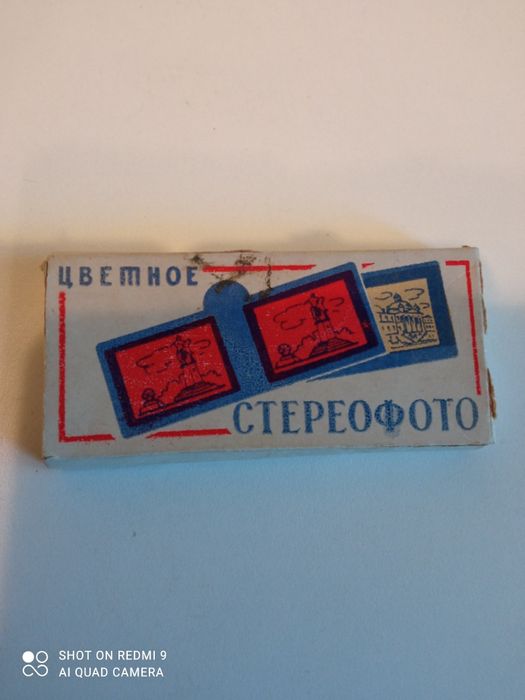 ЦВЕТНОЕ
СТЕРЕОФОТО
SHOT ON REDMI 9
AI QUAD CAMERA